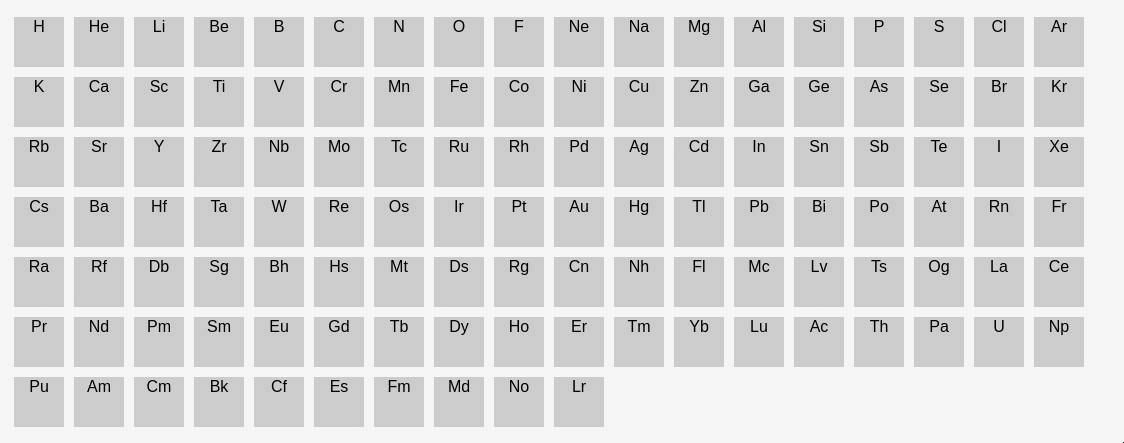 H He Li Be B C N O F Ne Na Mg Al Si P S Cl Ar
K Ca Sc Ti V Cr Mn Fe Co Ni Cu Zn Ga Ge As Se Br Kr
Rb Sr Y Zr Nb Mo Tc Ru Rh Pd Ag Cd In Sn Sb Te I Xe
Cs Ba Hf Ta W Re Os Ir Pt Au Hg Tl Pb Bi Po At Rn Fr
Ra Rf Db Sg Bh Hs Mt Ds Rg Cn Nh Fl Mc Lv Ts Og La Ce
Pr Nd Pm Sm Eu Gd Tb Dy Ho Er Tm Yb Lu Ac Th Pa U Np
Pu Am Cm Bk Cf Es Fm Md No Lr